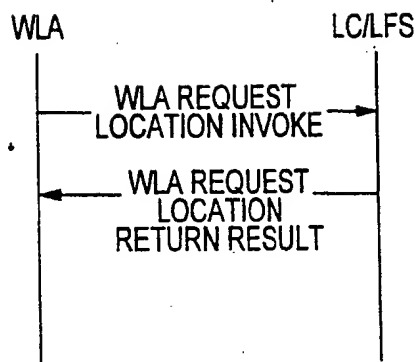 WLA LC/LFS
WLA REQUEST
LOCATION INVOKE
WLA REQUEST
LOCATION
RETURN RESULT